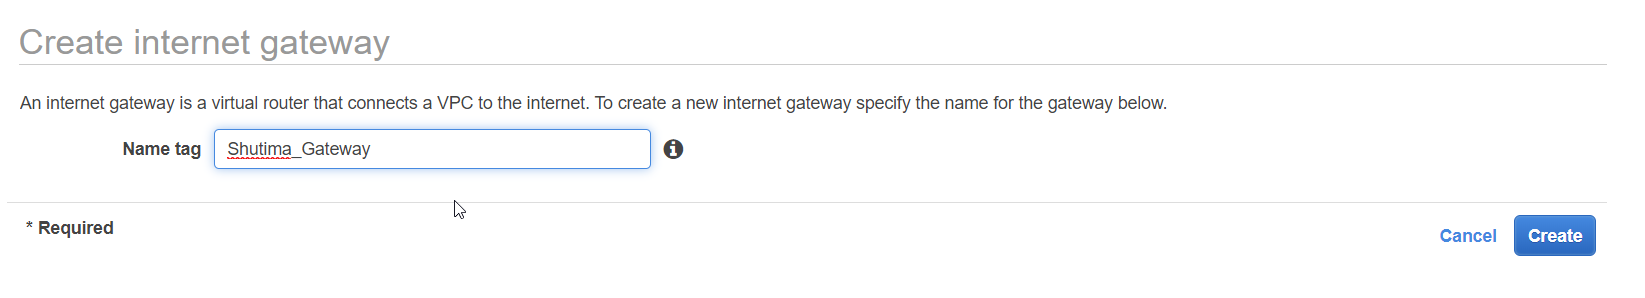 Create internet gateway
An internet gateway is a virtual router that connects a VPC to the internet. To create a new internet gateway specify the name for the gateway below.
Name tag Shutima_Gateway
* Required
Cancel Create